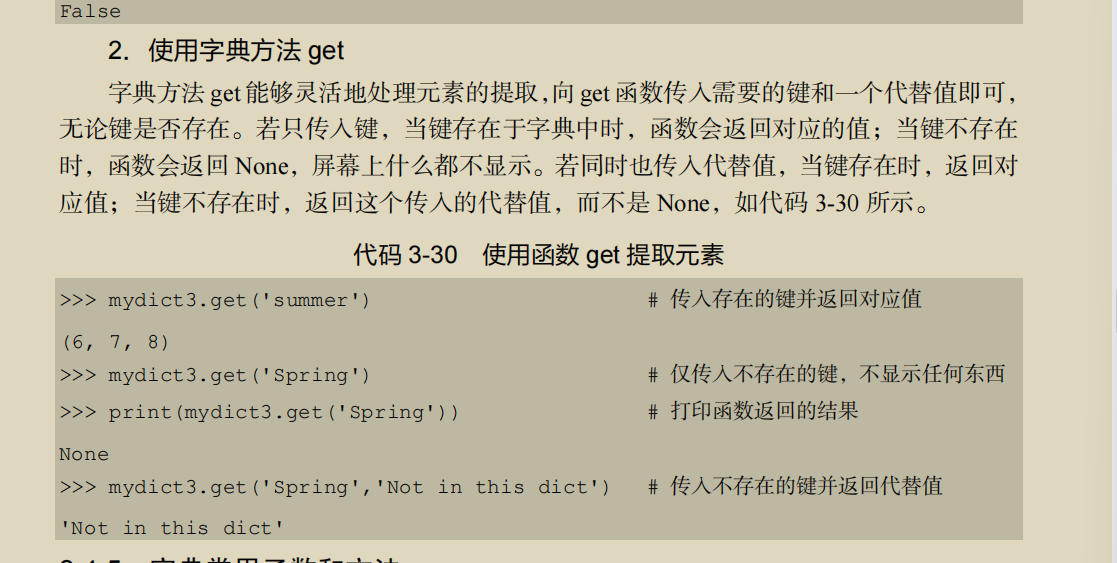 False
2. 使用字典方法 get
字典方法 get 能够灵活地处理元素的提取,向 get 函数传入需要的键和一个代替值即可,
无论键是否存在。若只传入键，当键存在于字典中时，函数会返回对应的值；当键不存在
时，函数会返回 None，屏幕上什么都不显示。若同时也传入代替值，当键存在时，返回对
应值；当键不存在时，返回这个传入的代替值，而不是 None，如代码 3-30 所示。
代码 3-30 使用函数 get 提取元素
>>> mydict3.get('summer') # 传入存在的键并返回对应值
(6, 7, 8)
>>> mydict3.get('Spring') # 仅传入不存在的键，不显示任何东西
>>> print(mydict3.get('Spring')) # 打印函数返回的结果
None
>>> mydict3.get('Spring','Not in this dict') # 传入不存在的键并返回代替值
'Not in this dict'